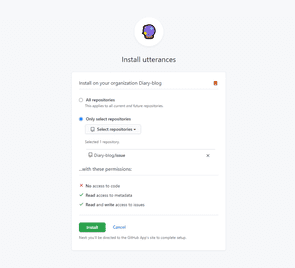 Install utterances
Install on your organization Diary-blog
All repositories
This applies to all current and future repositories.
Only select repositories
Select repositories
Selected 1 repository.
Diary-blog/issue
...with these permissions:
No access to code
Read access to metadata
Read and write access to issues
Install
Cancel
Next: you'll be directed to the GitHub App's site to complete setup.